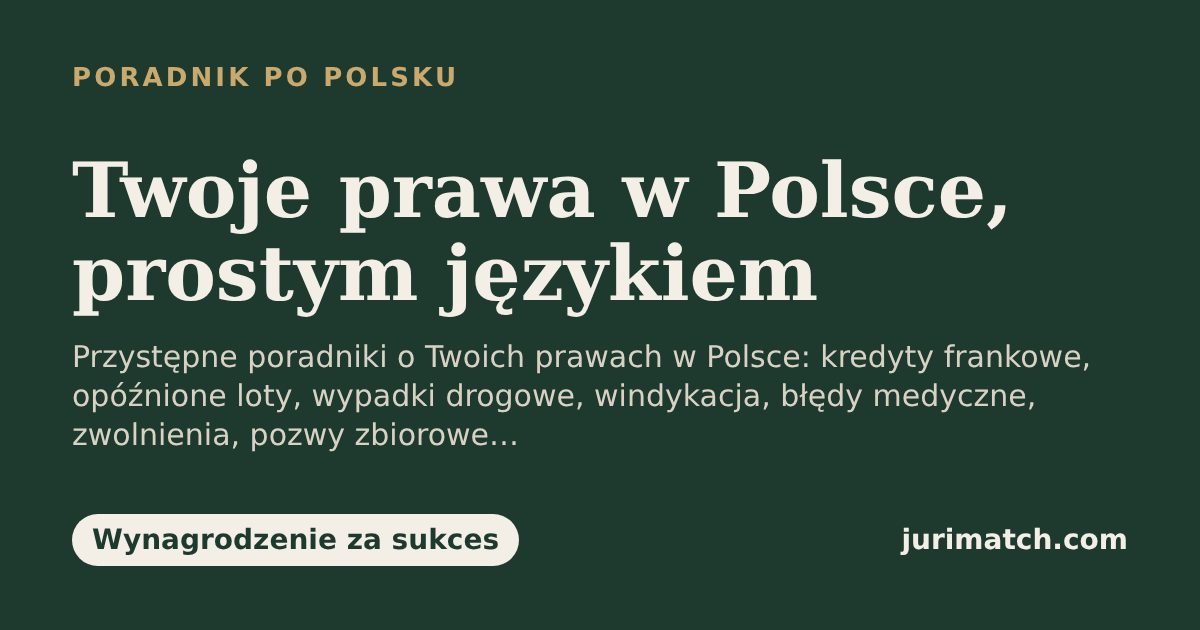 PORADNIK PO POLSKU
Twoje prawa w Polsce,
prostym językiem
Przystępne poradniki o Twoich prawach w Polsce: kredyty frankowe,
opóźnione loty, wypadki drogowe, windykacja, błędy medyczne,
zwolnienia, pozwy zbiorowe…
Wynagrodzenie za sukces
jurimatch.com